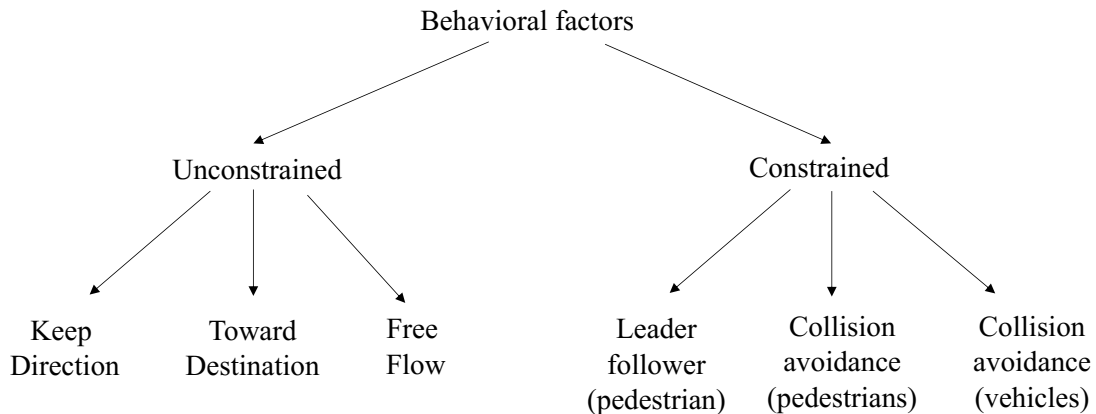 Behavioral factors
Unconstrained
Constrained
Keep
Direction
Toward
Destination
Free
Flow
Leader
follower
(pedestrian)
Collision
avoidance
(pedestrians)
Collision
avoidance
(vehicles)